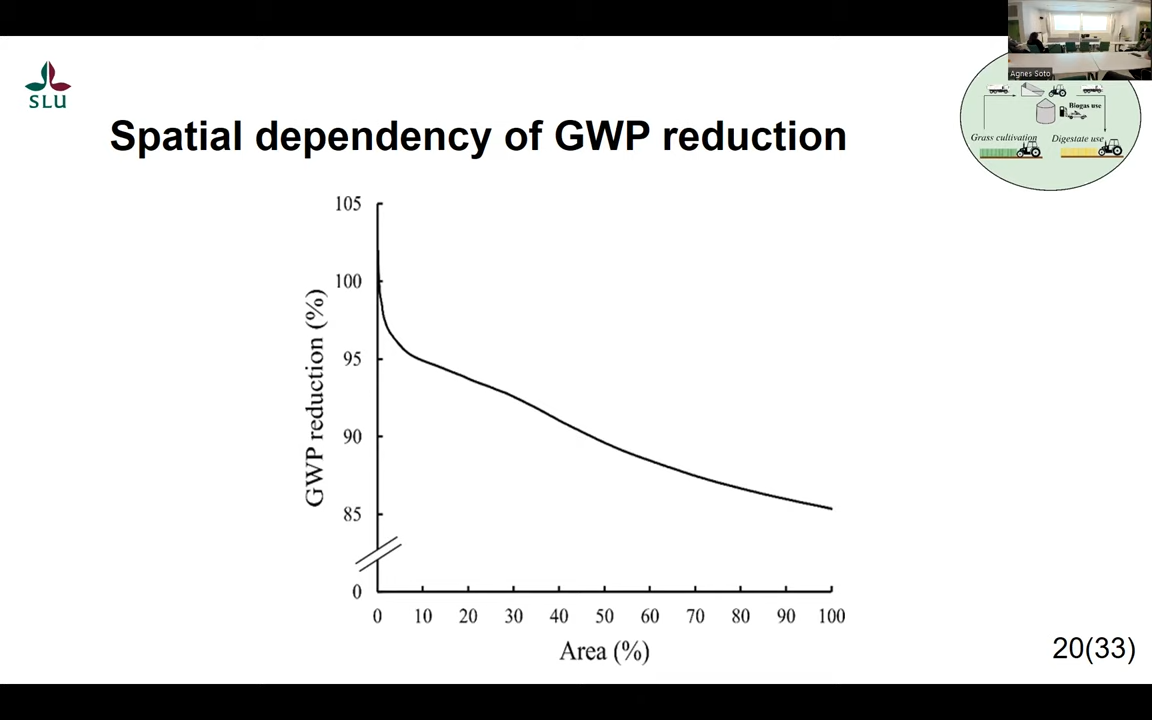 Agnes Soto
SLU
Biogas use
Grass cultivation
Digestate use
Spatial dependency of GWP reduction
105
100
95
90
85
0
GWP reduction (%)
0 10 20 30 40 50 60 70 80 90 100
Area (%)
20(33)